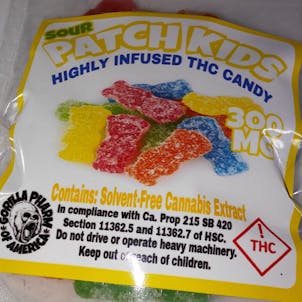 SOUR
PATCH KIDS
HIGHLY INFUSED THC CANDY
300
MG
Contains: Solvent-Free Cannabis Extract
In compliance with Ca. Prop 215 SB 420
Section 11362.5 and 11362.7 of HSC.
Do not drive or operate heavy machinery.
Keep out of reach of children.
GORILLA PHARM
OF AMERICA
!
THC